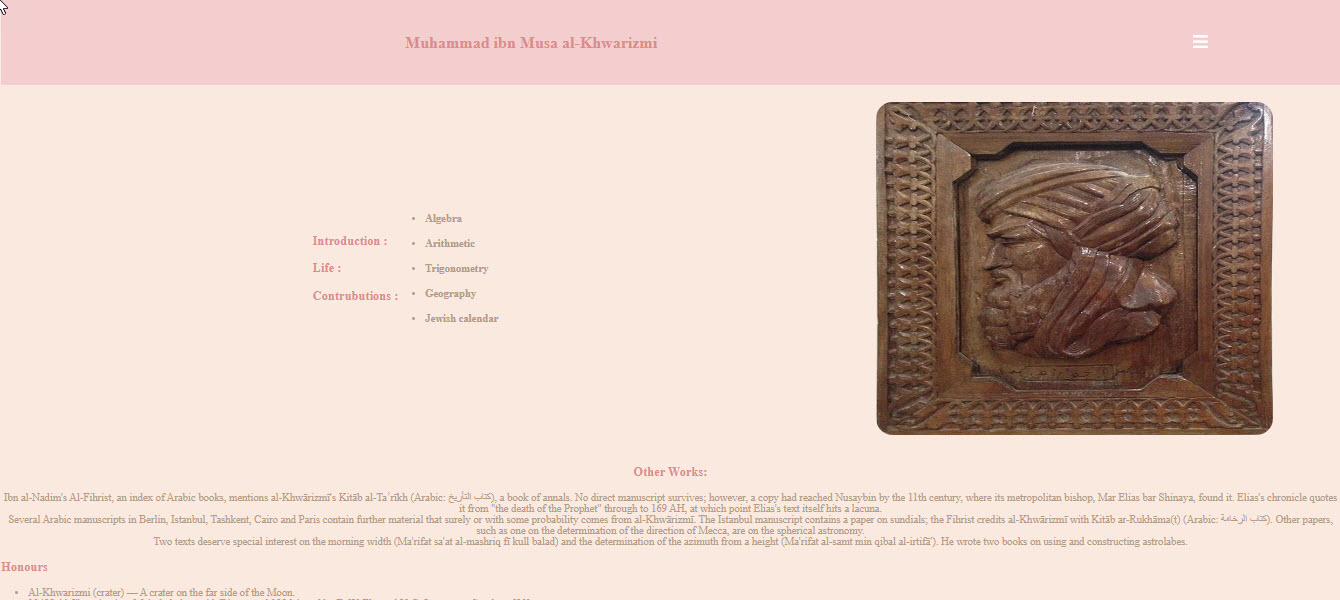 Muhammad ibn Musa al-Khwarizmi
Introduction :
Life :
Contrubutions :
• Algebra
• Arithmetic
• Trigonometry
• Geography
• Jewish calendar
Other Works:
Ibn al-Nadim's Al-Fihrist, an index of Arabic books, mentions al-Khwārizmī's Kitāb al-Taʾrīkh (Arabic: كتاب التأريخ), a book of annals. No direct manuscript survives; however, a copy had reached Nusaybin by the 11th century, where its metropolitan bishop, Mar Elias bar Shinaya, found it. Elias's chronicle quotes
it from "the death of the Prophet" through to 169 AH, at which point Elias's text itself hits a lacuna.
Several Arabic manuscripts in Berlin, Istanbul, Tashkent, Cairo and Paris contain further material that surely or with some probability comes from al-Khwārizmī. The Istanbul manuscript contains a paper on sundials; the Fihrist credits al-Khwārizmī with Kitāb ar-Rukhāma(t) (Arabic: كتاب الرخامة). Other papers,
such as one on the determination of the direction of Mecca, are on the spherical astronomy.
Two texts deserve special interest on the morning width (Ma'rifat sa'at al-mashriq fī kull balad) and the determination of the azimuth from a height (Ma'rifat al-samt min qibal al-irtifā'). He wrote two books on using and constructing astrolabes.
Honours
• Al-Khwarizmi (crater) — A crater on the far side of the Moon.